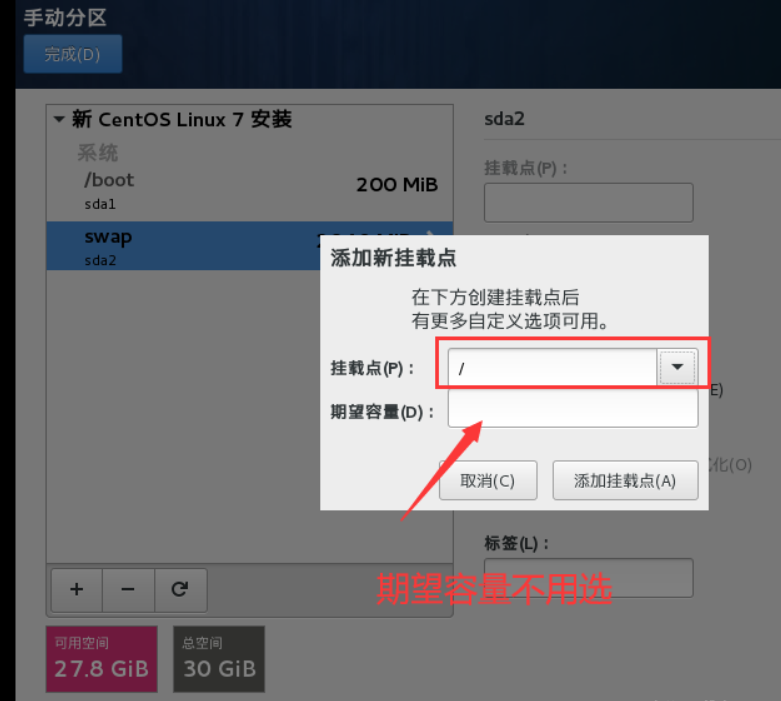 手动分区
完成(D)
新 CentOS Linux 7 安装
系统
/boot
200 MiB
sda1
swap
sda2
sda2
挂载点(P)：
添加新挂载点
在下方创建挂载点后
有更多自定义选项可用。
挂载点(P)：
/
期望容量(D)：
E)
取消(C)
添加挂载点(A)
化(O)
标签(L)：
期望容量不用选
可用空间
27.8 GiB
总空间
30 GiB